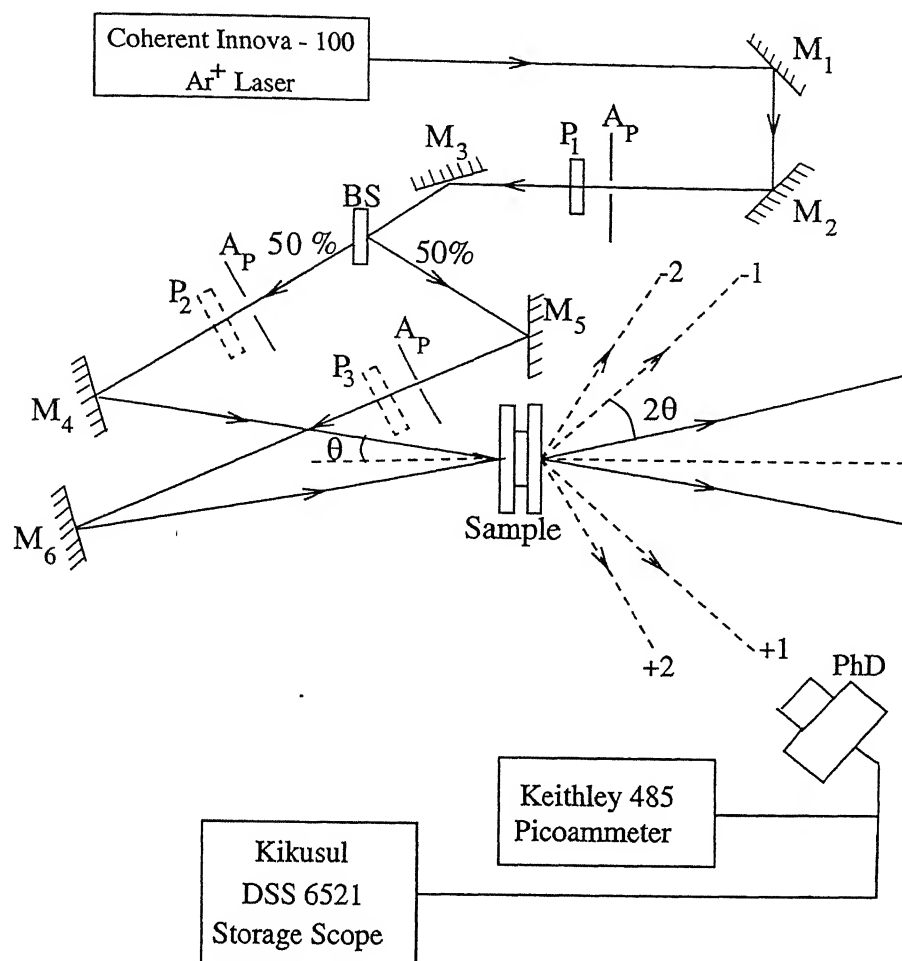 Coherent Innova - 100
Ar+ Laser
M1
AP
P1
M3
M2
BS
50 %
50%
AP
P2
-2
-1
M5
AP
P3
M4
θ
2θ
Sample
M6
+2
+1
PhD
Keithley 485
Picoammeter
Kikusul
DSS 6521
Storage Scope